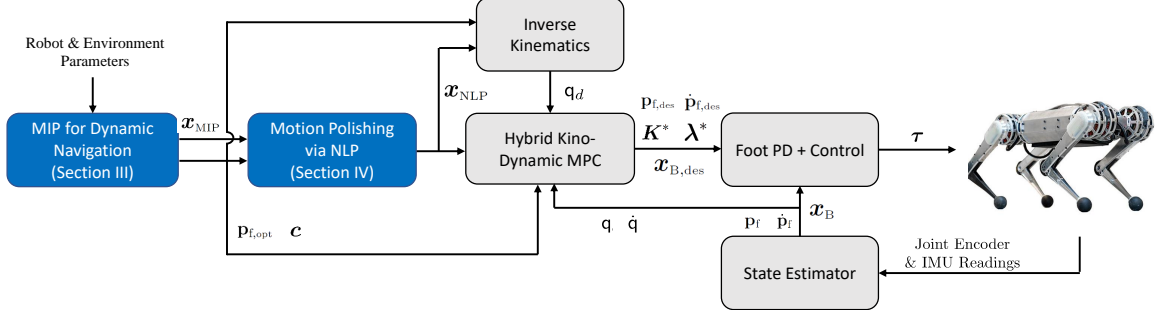 Robot & Environment
Parameters
MIP for Dynamic
Navigation
(Section III)
x_MIP
Motion Polishing
via NLP
(Section IV)
x_NLP
Inverse
Kinematics
q_d
Hybrid Kino-
Dynamic MPC
p_f,des ṗ_f,des
K* λ*
x_B,des
Foot PD + Control
τ
p_f,opt c
q q̇
p_f ṗ_f
x_B
State Estimator
Joint Encoder
& IMU Readings